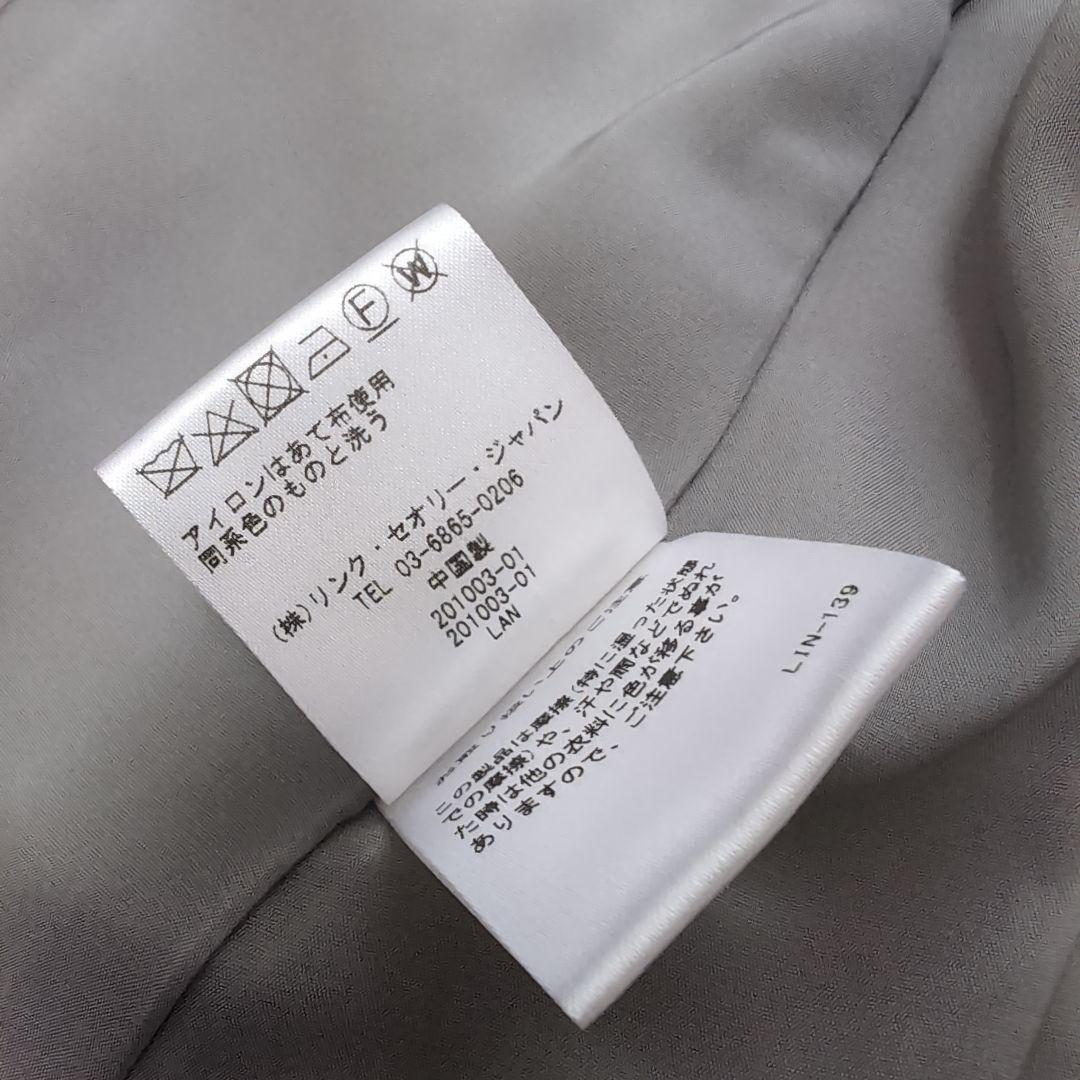 F
W
アイロンはあて布使用
同系色のものと洗う
(株)リンク・セオリー・ジャパン
TEL 03-6865-0206
中国製
201003-01
201003-01
LAN
この製品は摩擦(特に湿った状態
での摩擦)や、汗や雨などでぬれ
た時は他の衣料に色が移る事が
ありますので、ご注意下さい。
LIN-139